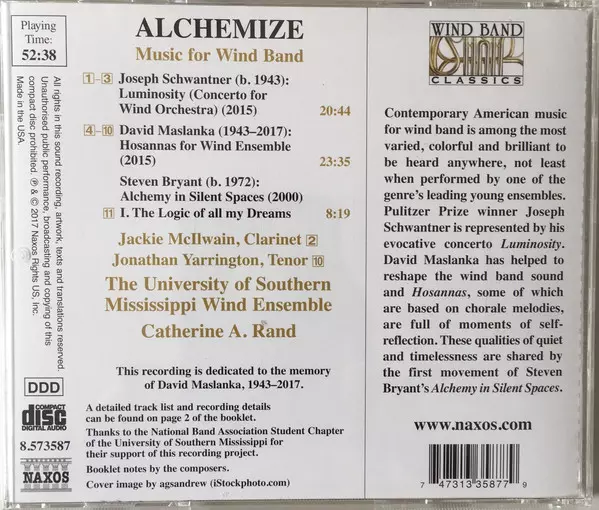 Playing
Time:
52:38
All rights in this sound recording, artwork, texts and translations reserved.
Unauthorised public performance, broadcasting and copying of this
compact disc prohibited. ℗ & © 2017 Naxos Rights US, Inc.
Made in the USA.
DDD
COMPACT
disc
DIGITAL AUDIO
8.573587
NAXOS
ALCHEMIZE
Music for Wind Band
1–3 Joseph Schwantner (b. 1943):
Luminosity (Concerto for
Wind Orchestra) (2015) 20:44
4–10 David Maslanka (1943–2017):
Hosannas for Wind Ensemble
(2015) 23:35
Steven Bryant (b. 1972):
Alchemy in Silent Spaces (2000)
11 I. The Logic of all my Dreams 8:19
Jackie McIlwain, Clarinet 2
Jonathan Yarrington, Tenor 10
The University of Southern
Mississippi Wind Ensemble
Catherine A. Rand
This recording is dedicated to the memory
of David Maslanka, 1943–2017.
A detailed track list and recording details
can be found on page 2 of the booklet.
Thanks to the National Band Association Student Chapter
of the University of Southern Mississippi for
their support of this recording project.
Booklet notes by the composers.
Cover image by agsandrew (iStockphoto.com)
WIND BAND
CLASSICS
Contemporary American music
for wind band is among the most
varied, colorful and brilliant to
be heard anywhere, not least
when performed by one of the
genre's leading young ensembles.
Pulitzer Prize winner Joseph
Schwantner is represented by his
evocative concerto Luminosity.
David Maslanka has helped to
reshape the wind band sound
and Hosannas, some of which
are based on chorale melodies,
are full of moments of self-
reflection. These qualities of quiet
and timelessness are shared by
the first movement of Steven
Bryant's Alchemy in Silent Spaces.
www.naxos.com
7 47313 35877 9